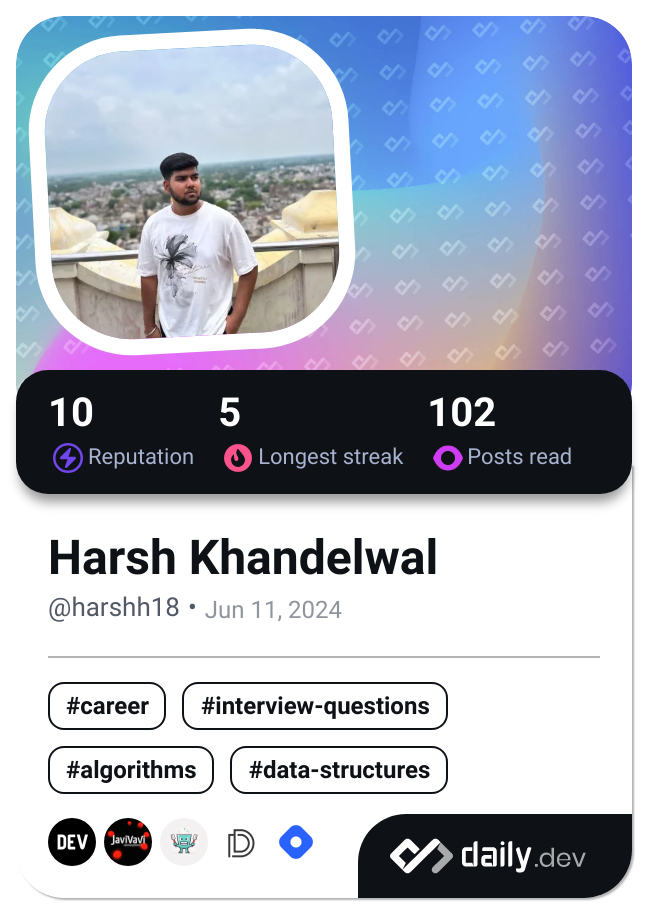 10 5 102
Reputation Longest streak Posts read
Harsh Khandelwal
@harshh18 • Jun 11, 2024
#career #interview-questions
#algorithms #data-structures
DEV JaviVavi
daily.dev